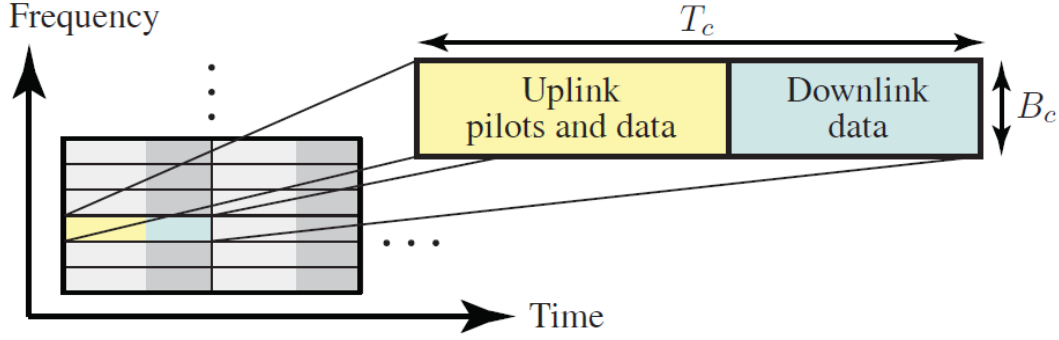 Frequency
T_c
Uplink
pilots and data
Downlink
data
B_c
Time